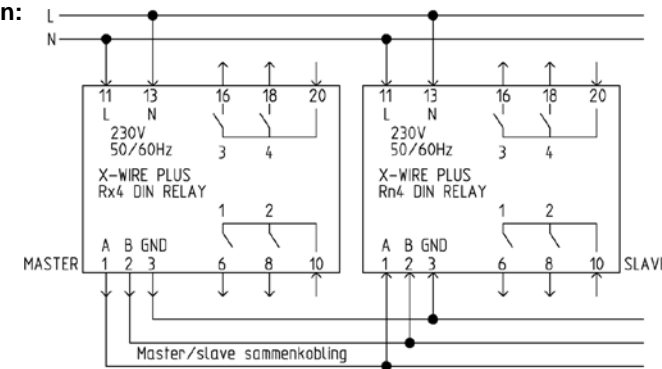 n:
L
N
11 13 16 18 20 11 13 16 18 20
L N L N
230V 230V
50/60Hz 3 4 50/60Hz 3 4
X-WIRE PLUS X-WIRE PLUS
Rx4 DIN RELAY Rn4 DIN RELAY
1 2 1 2
A B GND A B GND
MASTER 1 2 3 6 8 10 1 2 3 6 8 10 SLAVE
Master/slave sammenkobling